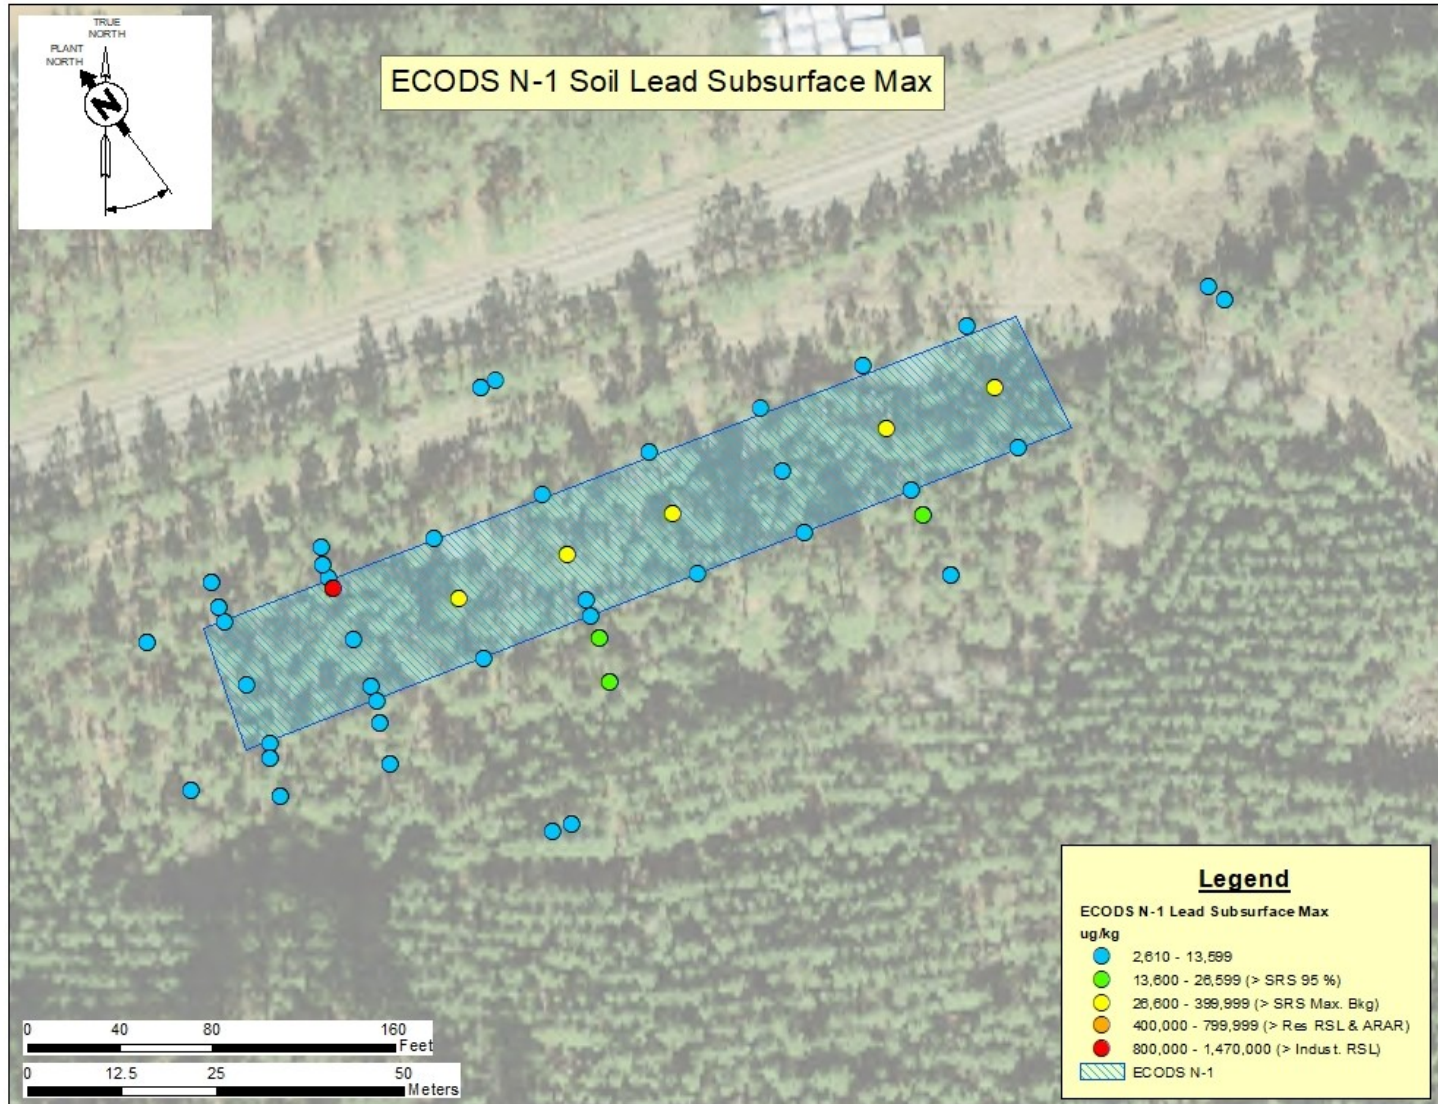 TRUE
NORTH
PLANT
NORTH
N
ECODS N-1 Soil Lead Subsurface Max
Legend
ECODS N-1 Lead Subsurface Max
ug/kg
2,610 - 13,599
13,600 - 26,599 (> SRS 95 %)
26,600 - 399,999 (> SRS Max. Bkg)
400,000 - 799,999 (> Res RSL & ARAR)
800,000 - 1,470,000 (> Indust. RSL)
ECODS N-1
0 40 80 160
Feet
0 12.5 25 50
Meters